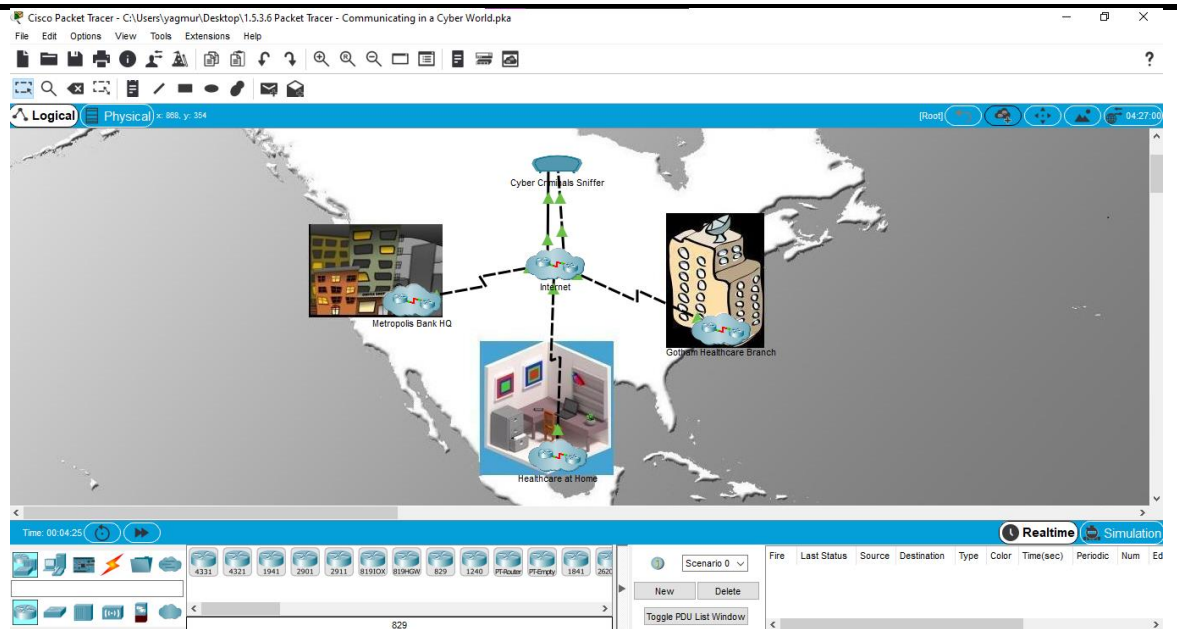 Cisco Packet Tracer - C:\Users\yagmur\Desktop\1.5.3.6 Packet Tracer - Communicating in a Cyber World.pka
File Edit Options View Tools Extensions Help
?
Logical Physical x: 868, y: 354 [Root] 04:27:00
Cyber Criminals Sniffer
Internet
Metropolis Bank HQ
Gotham Healthcare Branch
Healthcare at Home
Time: 00:04:25 Realtime Simulation
4331 4321 1941 2901 2911 819IOX 819HGW 829 1240 PT-Router PT-Empty 1841 2620
Scenario 0
Fire Last Status Source Destination Type Color Time(sec) Periodic Num Ed
New Delete
Toggle PDU List Window
829